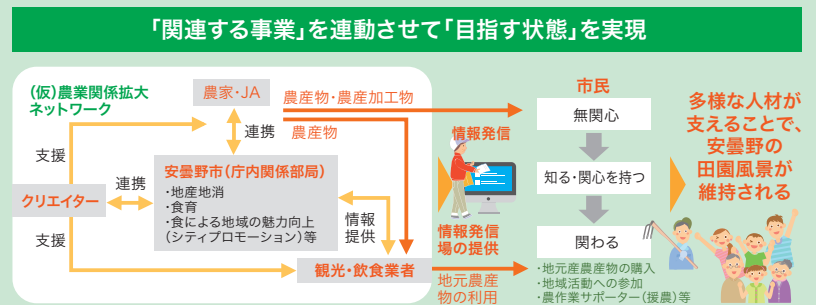 「関連する事業」を連動させて「目指す状態」を実現
(仮)農業関係拡大
ネットワーク
農家・JA
農産物・農産加工物
農産物
連携
支援
クリエイター
連携
支援
安曇野市(庁内関係部局)
・地産地消
・食育
・食による地域の魅力向上
(シティプロモーション)等
情報
提供
観光・飲食業者
情報発信
情報発信
場の提供
地元農産
物の利用
市民
無関心
知る・関心を持つ
関わる
・地元産農産物の購入
・地域活動への参加
・農作業サポーター(援農)等
多様な人材が
支えることで、
安曇野の
田園風景が
維持される